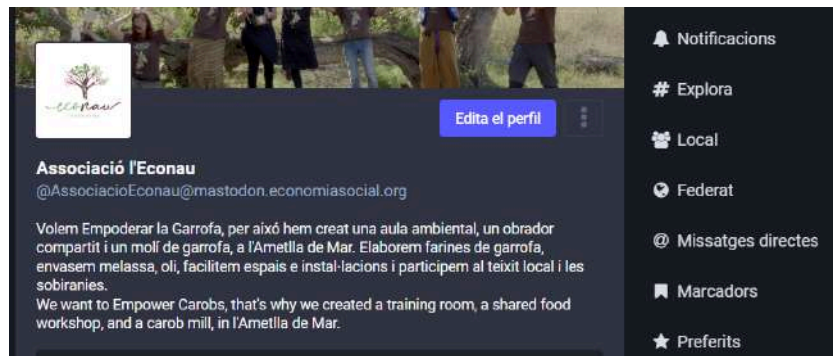 econau
Edita el perfil
Associació l'Econau
@AssociacioEconau@mastodon.economiasocial.org
Volem Empoderar la Garrofa, per aixó hem creat una aula ambiental, un obrador
compartit i un molí de garrofa, a l'Ametlla de Mar. Elaborem farines de garrofa,
envasem melassa, oli, facilitem espais e instal·lacions i participem al teixit local i les
sobiranies.
We want to Empower Carobs, that's why we created a training room, a shared food
workshop, and a carob mill, in l'Ametlla de Mar.
Notificacions
# Explora
Local
Federat
@ Missatges directes
Marcadors
Preferits